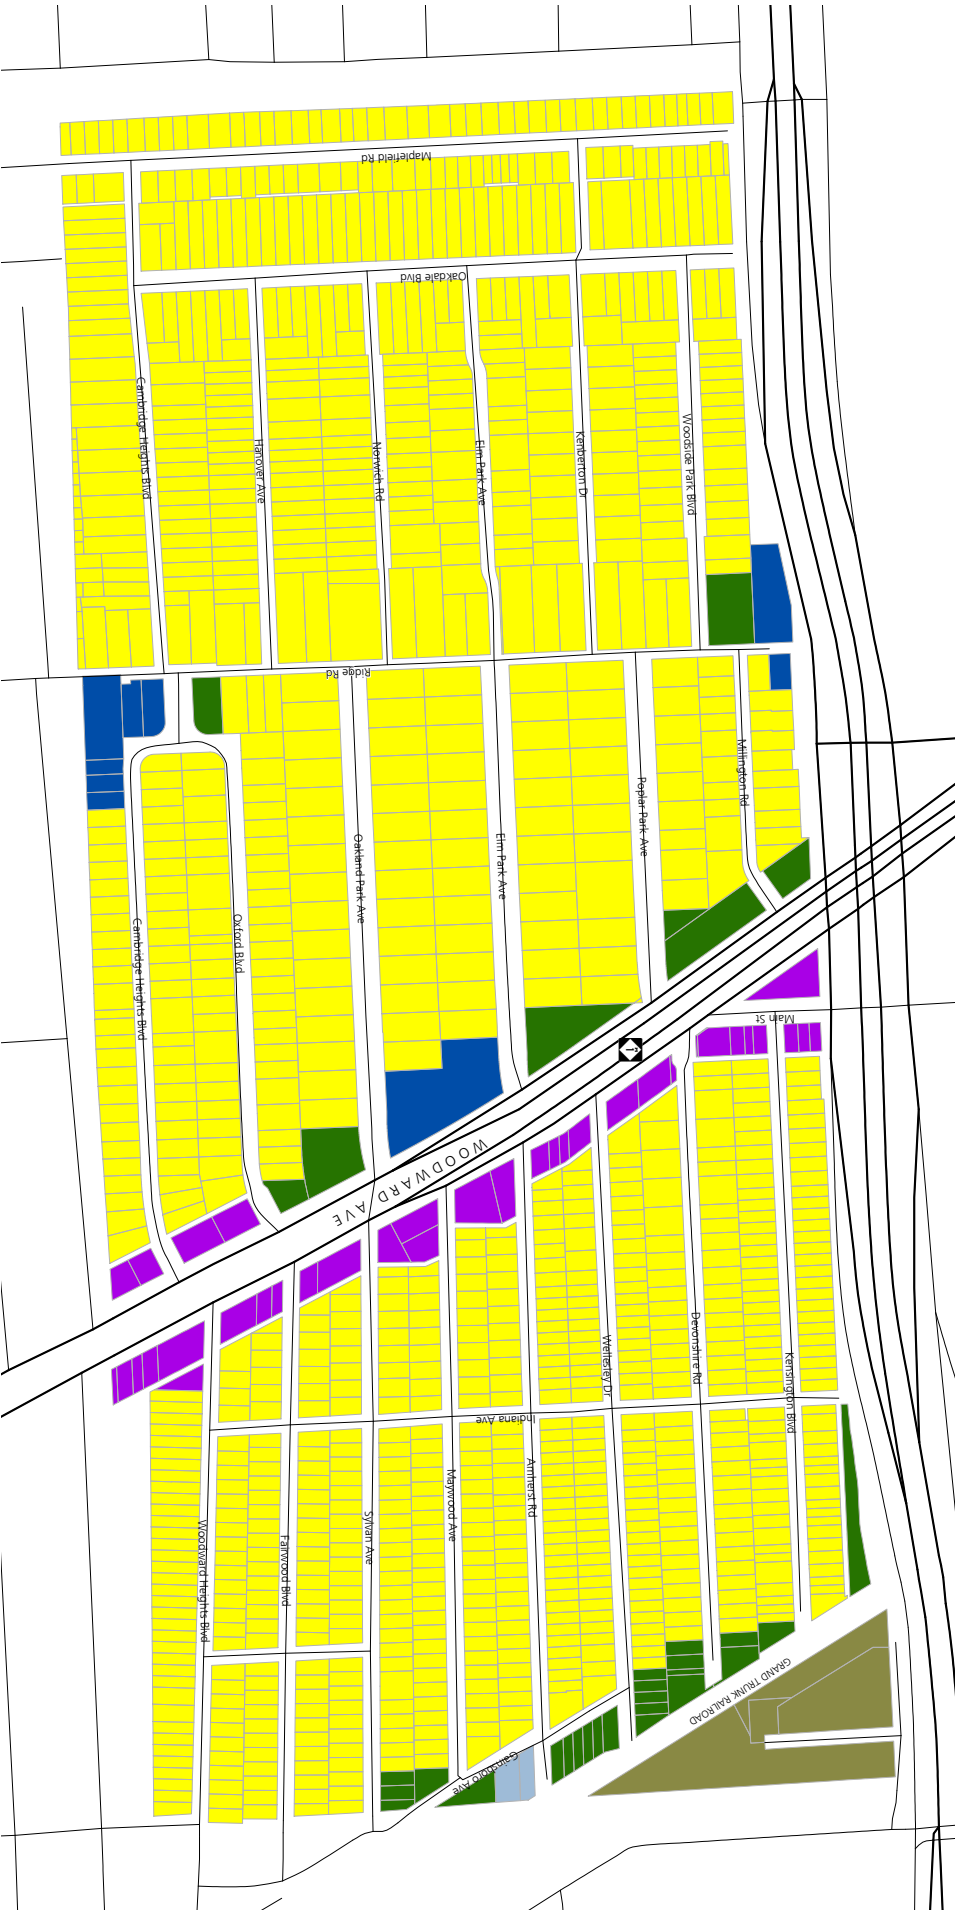 Maplefield Rd
Oakdale Blvd
Cambridge Heights Blvd
Hanover Ave
Norwich Rd
Elm Park Ave
Kenberton Dr
Woodside Park Blvd
Ridge Rd
Millington Rd
Poplar Park Ave
Oakland Park Ave
Elm Park Ave
Cambridge Heights Blvd
Oxford Blvd
Main St
1
WOODWARD AVE
Wellesley Dr
Devonshire Rd
Kensington Blvd
Indiana Ave
Woodward Heights Blvd
Fairwood Blvd
Sylvan Ave
Maywood Ave
Amherst Rd
GRAND TRUNK RAILROAD
Gainsboro Ave